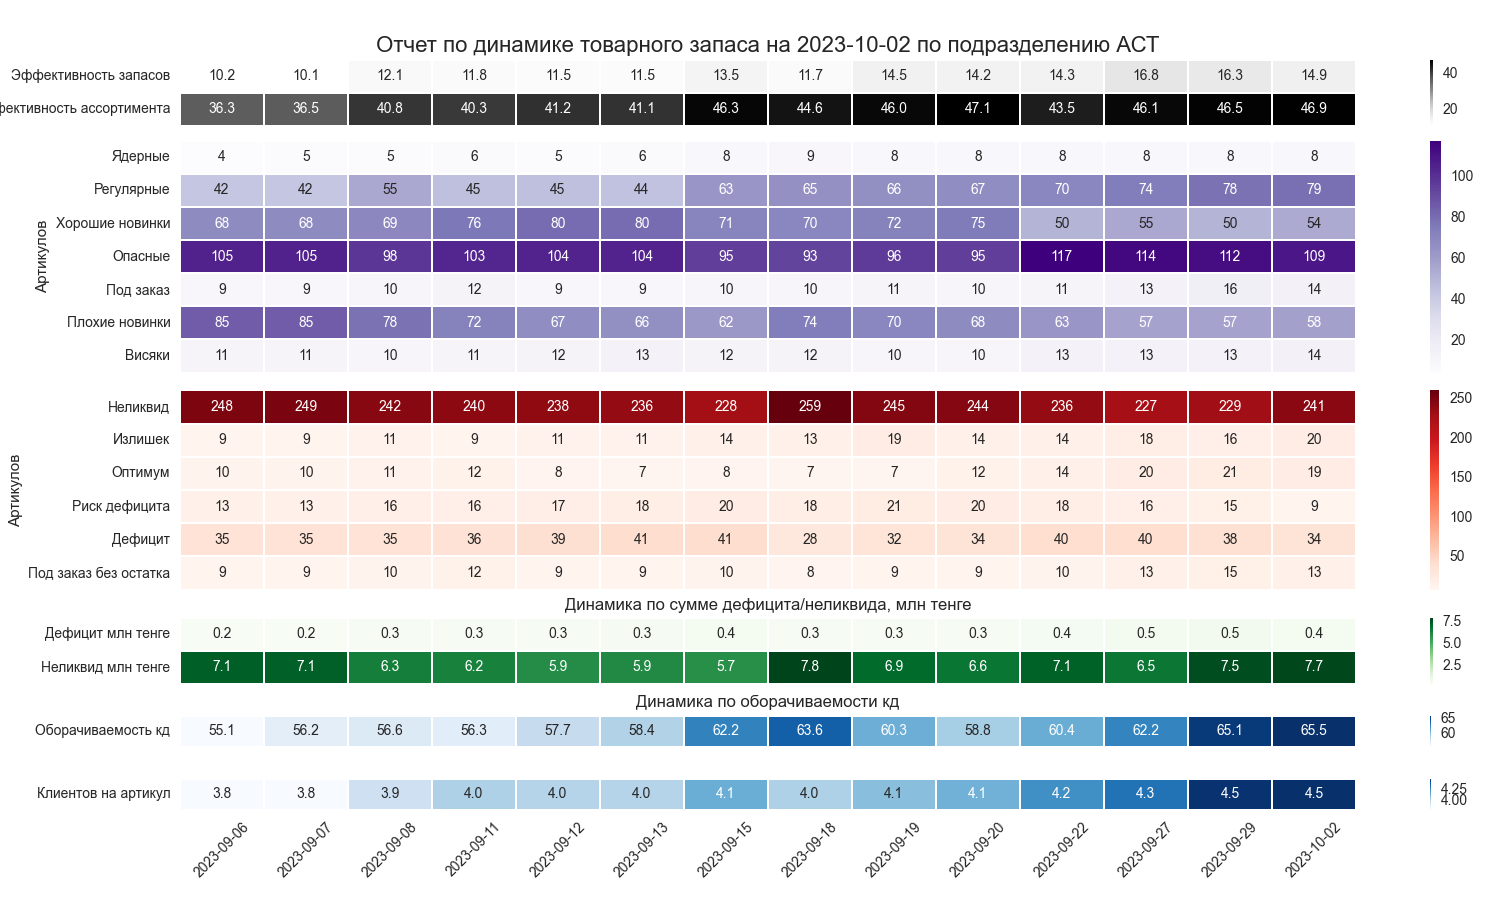 Отчет по динамике товарного запаса на 2023-10-02 по подразделению АСТ
Эффективность запасов 10.2 10.1 12.1 11.8 11.5 11.5 13.5 11.7 14.5 14.2 14.3 16.8 16.3 14.9
фективность ассортимента 36.3 36.5 40.8 40.3 41.2 41.1 46.3 44.6 46.0 47.1 43.5 46.1 46.5 46.9
40
20
Артикулов
Ядерные 4 5 5 6 5 6 8 9 8 8 8 8 8 8
Регулярные 42 42 55 45 45 44 63 65 66 67 70 74 78 79
Хорошие новинки 68 68 69 76 80 80 71 70 72 75 50 55 50 54
Опасные 105 105 98 103 104 104 95 93 96 95 117 114 112 109
Под заказ 9 9 10 12 9 9 10 10 11 10 11 13 16 14
Плохие новинки 85 85 78 72 67 66 62 74 70 68 63 57 57 58
Висяки 11 11 10 11 12 13 12 12 10 10 13 13 13 14
100
80
60
40
20
Артикулов
Неликвид 248 249 242 240 238 236 228 259 245 244 236 227 229 241
Излишек 9 9 11 9 11 11 14 13 19 14 14 18 16 20
Оптимум 10 10 11 12 8 7 8 7 7 12 14 20 21 19
Риск дефицита 13 13 16 16 17 18 20 18 21 20 18 16 15 9
Дефицит 35 35 35 36 39 41 41 28 32 34 40 40 38 34
Под заказ без остатка 9 9 10 12 9 9 10 8 9 9 10 13 15 13
250
200
150
100
50
Динамика по сумме дефицита/неликвида, млн тенге
Дефицит млн тенге 0.2 0.2 0.3 0.3 0.3 0.3 0.4 0.3 0.3 0.3 0.4 0.5 0.5 0.4
Неликвид млн тенге 7.1 7.1 6.3 6.2 5.9 5.9 5.7 7.8 6.9 6.6 7.1 6.5 7.5 7.7
7.5
5.0
2.5
Динамика по оборачиваемости кд
Оборачиваемость кд 55.1 56.2 56.6 56.3 57.7 58.4 62.2 63.6 60.3 58.8 60.4 62.2 65.1 65.5
65
60
Клиентов на артикул 3.8 3.8 3.9 4.0 4.0 4.0 4.1 4.0 4.1 4.1 4.2 4.3 4.5 4.5
4.25
4.00
2023-09-06 2023-09-07 2023-09-08 2023-09-11 2023-09-12 2023-09-13 2023-09-15 2023-09-18 2023-09-19 2023-09-20 2023-09-22 2023-09-27 2023-09-29 2023-10-02